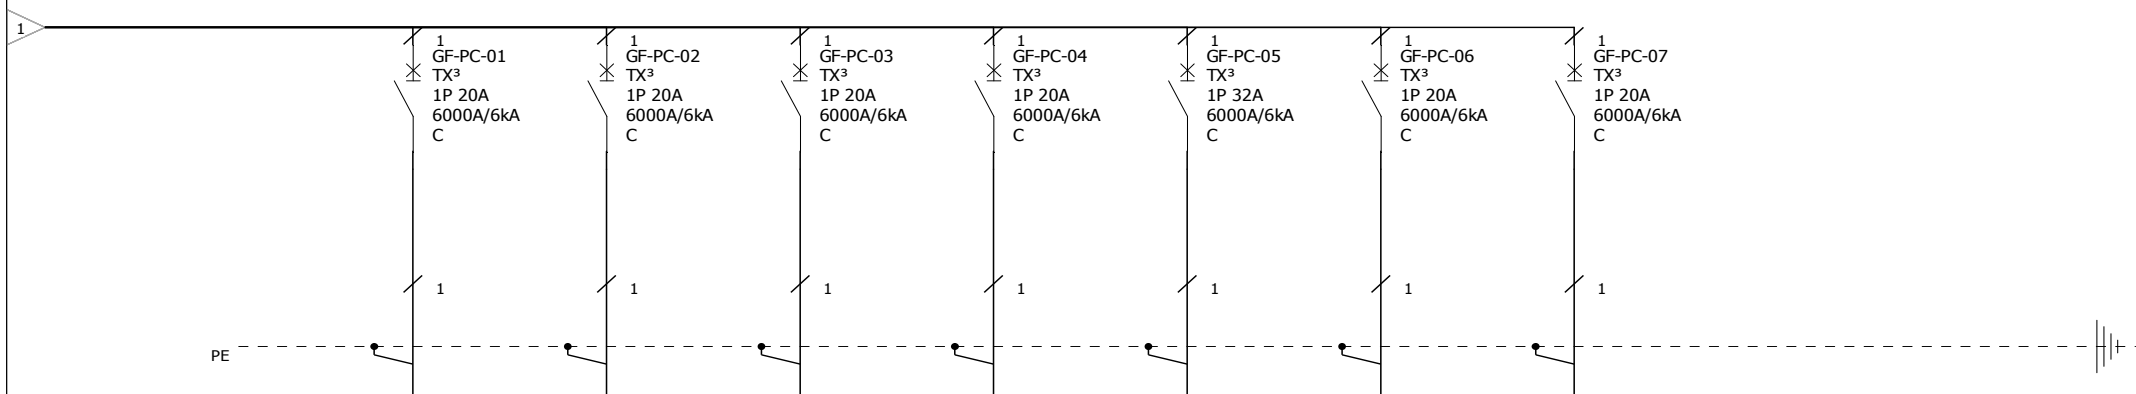 1
1
GF-PC-01
TX³
1P 20A
6000A/6kA
C
1
GF-PC-02
TX³
1P 20A
6000A/6kA
C
1
GF-PC-03
TX³
1P 20A
6000A/6kA
C
1
GF-PC-04
TX³
1P 20A
6000A/6kA
C
1
GF-PC-05
TX³
1P 32A
6000A/6kA
C
1
GF-PC-06
TX³
1P 20A
6000A/6kA
C
1
GF-PC-07
TX³
1P 20A
6000A/6kA
C
1
1
1
1
1
1
1
PE